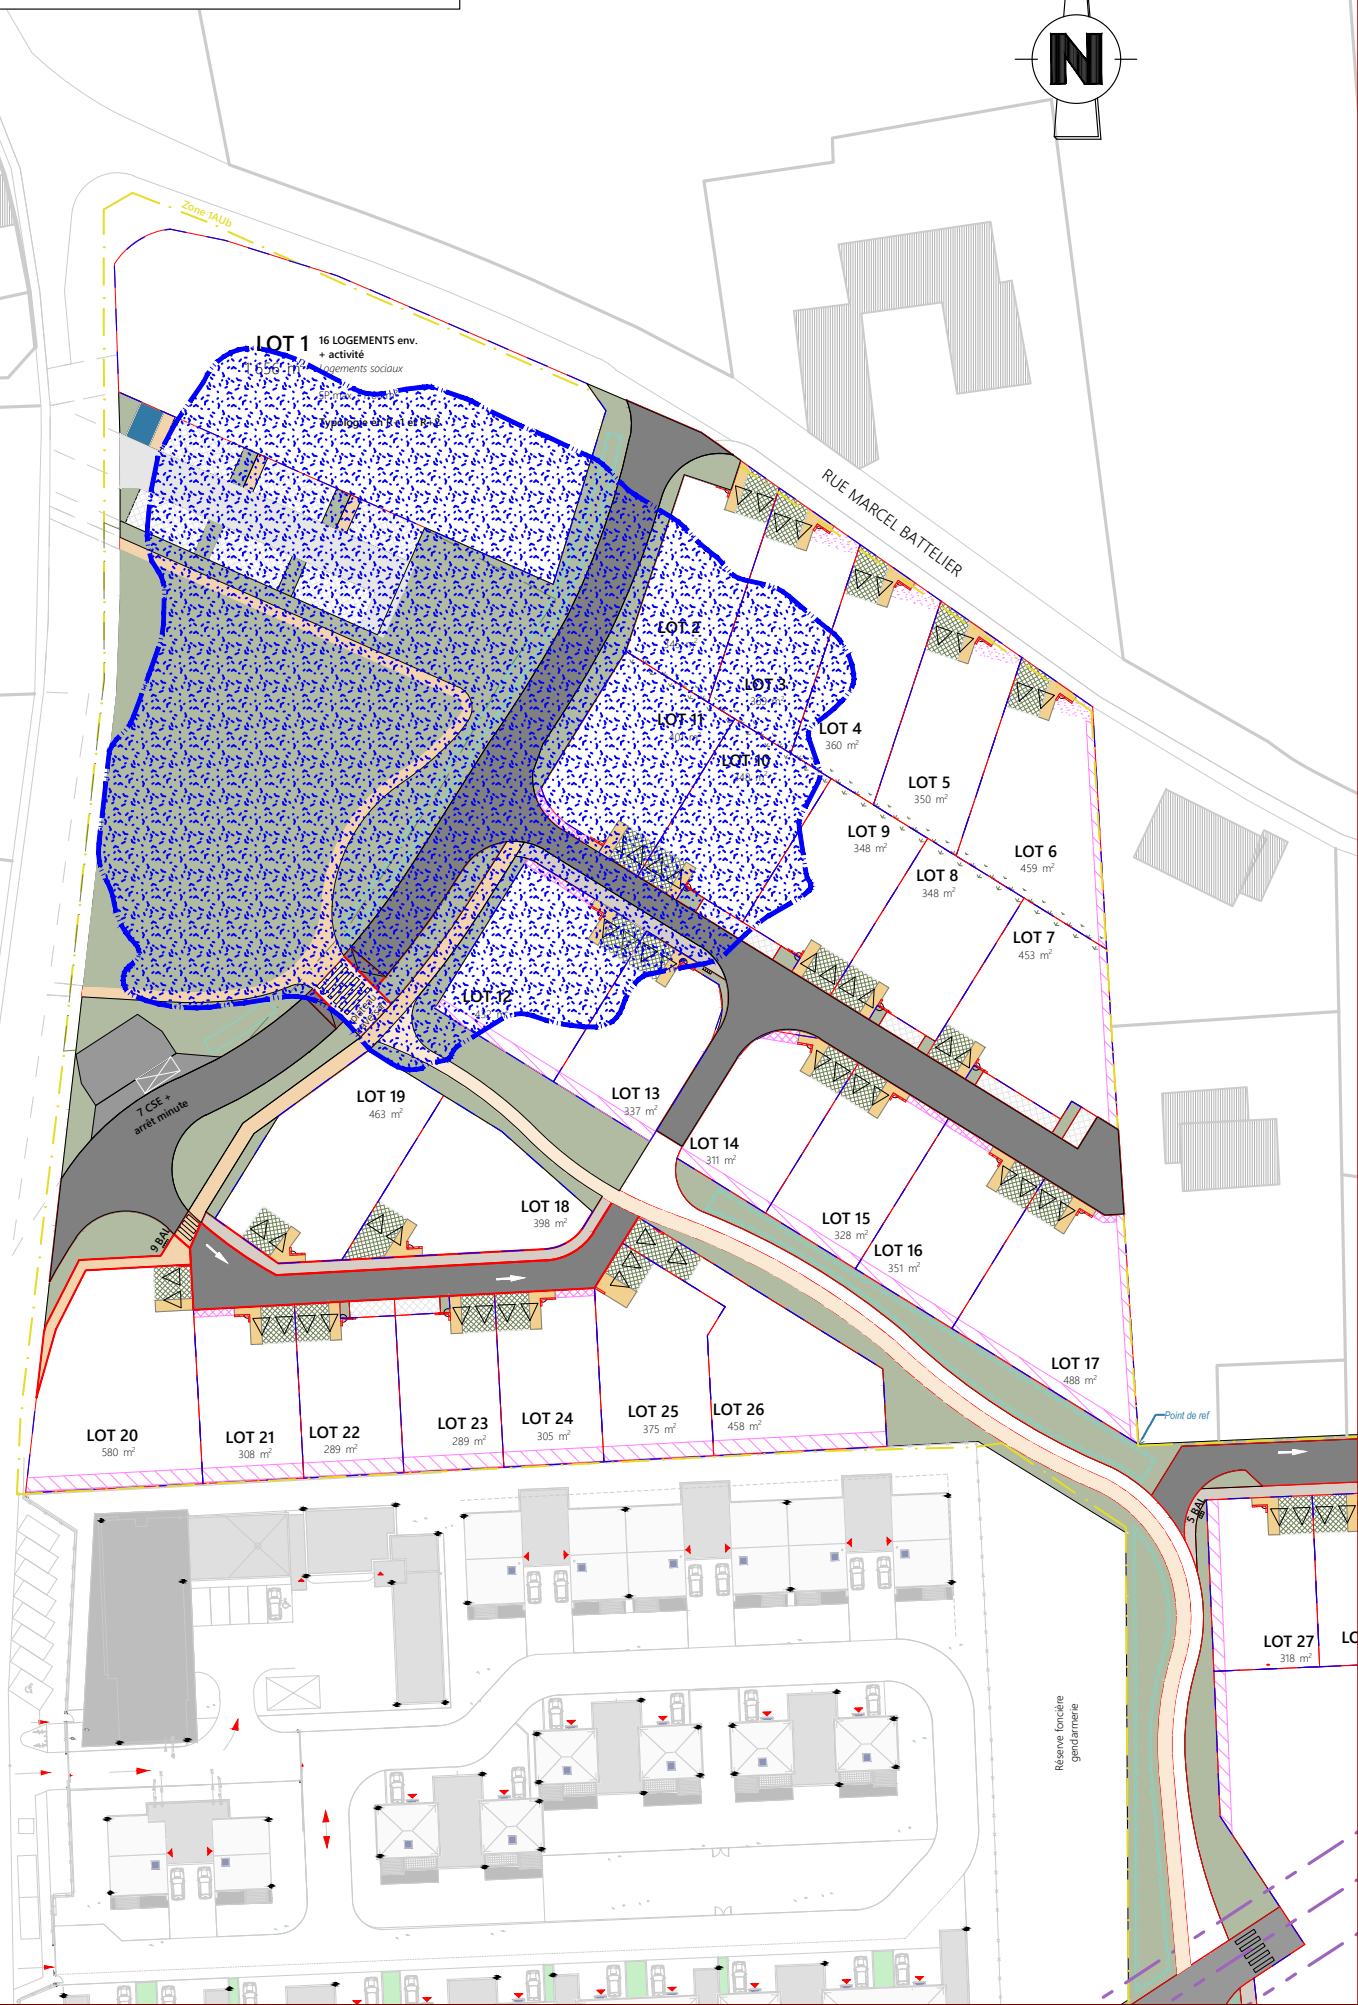 N
Zone 1AUb
LOT 1
16 LOGEMENTS env.
+ activité
Logements sociaux
Typologie en R+1 et R+2
RUE MARCEL BATTELIER
LOT 2
LOT 3
LOT 11
LOT 10
LOT 4
360 m²
LOT 5
350 m²
LOT 9
348 m²
LOT 8
348 m²
LOT 6
459 m²
LOT 7
453 m²
LOT 12
LOT 13
337 m²
LOT 19
463 m²
7 CSE +
arrêt minute
LOT 14
311 m²
LOT 18
398 m²
LOT 15
328 m²
LOT 16
351 m²
9 BAL
LOT 17
488 m²
Point de ref
LOT 20
580 m²
LOT 21
308 m²
LOT 22
289 m²
LOT 23
289 m²
LOT 24
305 m²
LOT 25
375 m²
LOT 26
458 m²
5 BAL
LOT 27
318 m²
LO
Réserve foncière
gendarmerie